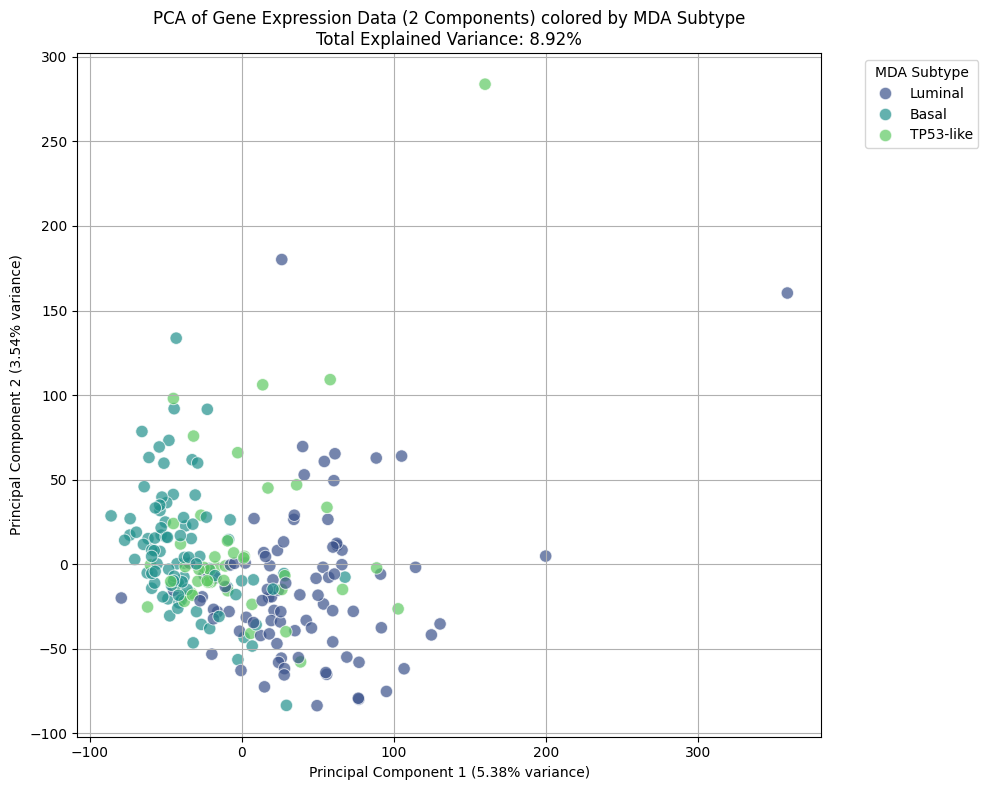 PCA of Gene Expression Data (2 Components) colored by MDA Subtype
Total Explained Variance: 8.92%
MDA Subtype
Luminal
Basal
TP53-like
300
250
200
150
100
50
0
−50
−100
Principal Component 2 (3.54% variance)
−100
0
100
200
300
Principal Component 1 (5.38% variance)